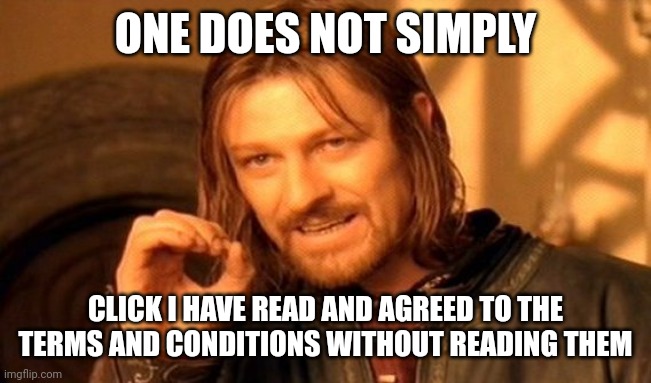 ONE DOES NOT SIMPLY
CLICK I HAVE READ AND AGREED TO THE
TERMS AND CONDITIONS WITHOUT READING THEM
imgflip.com